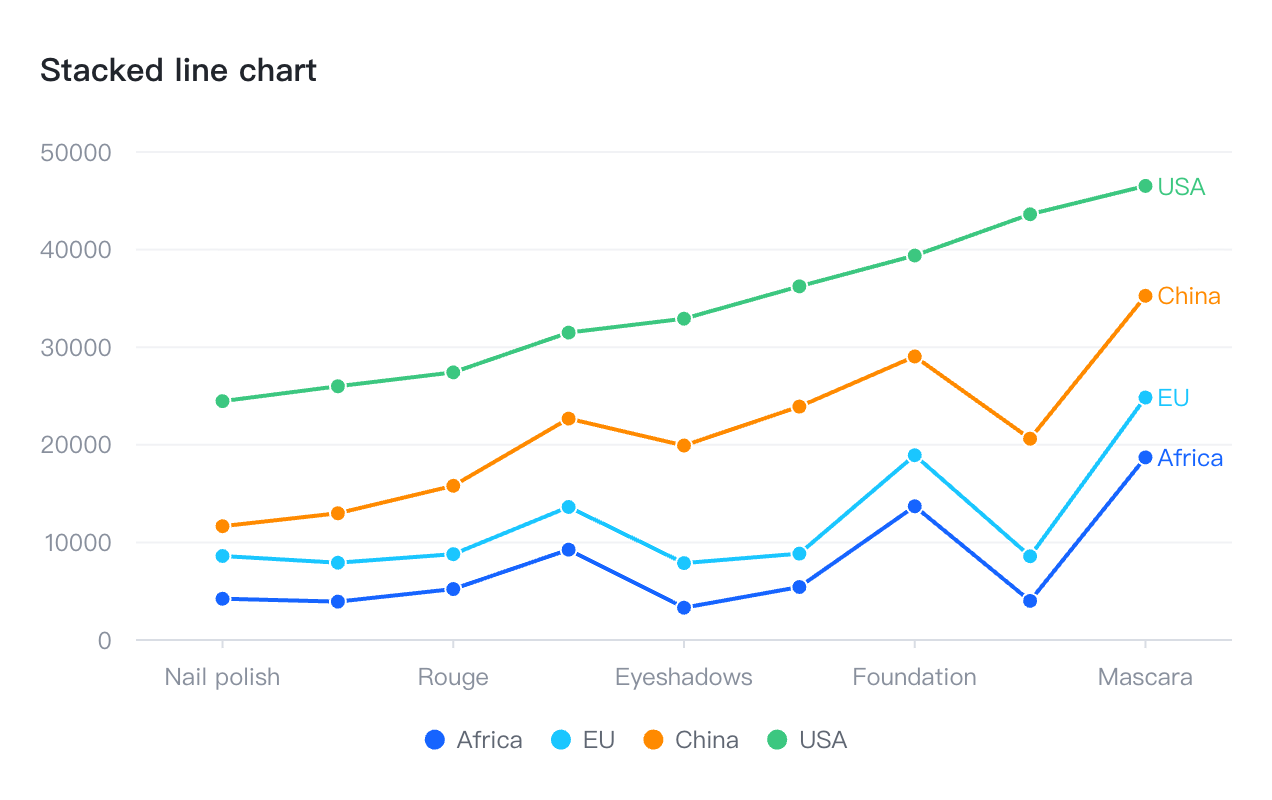 Stacked line chart
50000
40000
30000
20000
10000
0
USA
China
EU
Africa
Nail polish Rouge Eyeshadows Foundation Mascara
Africa EU China USA